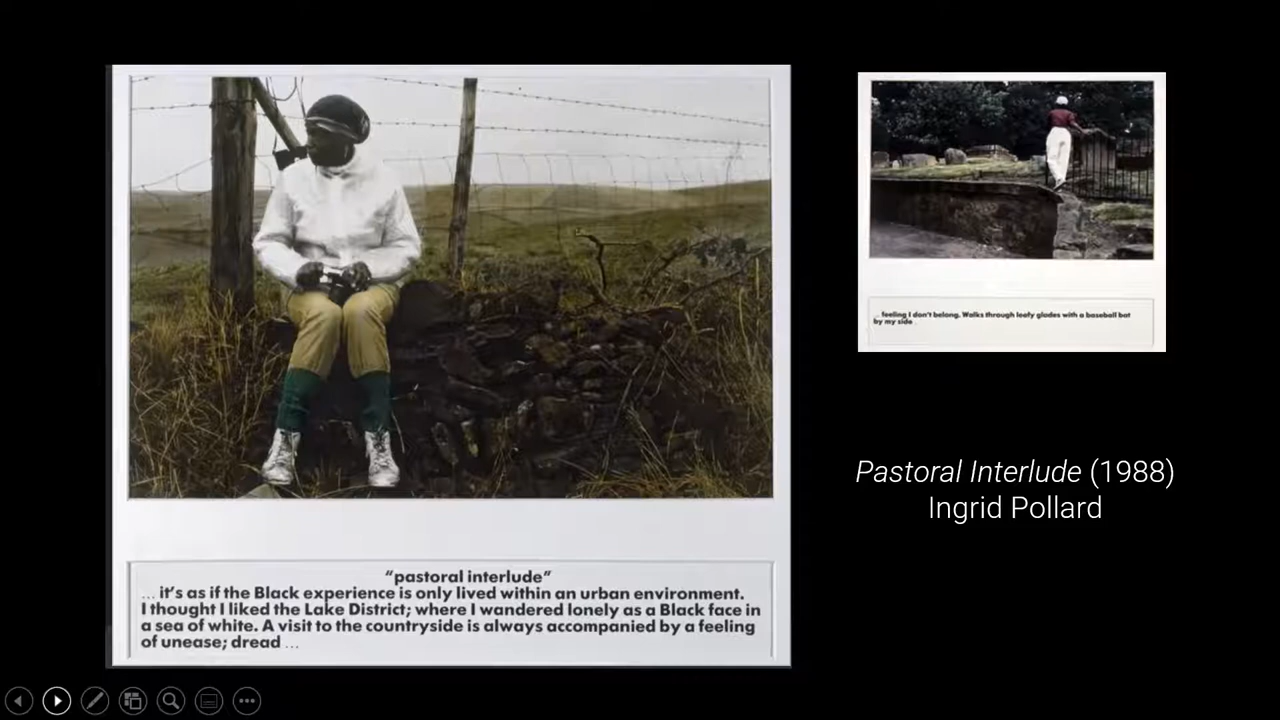 "pastoral interlude"
... it's as if the Black experience is only lived within an urban environment.
I thought I liked the Lake District; where I wandered lonely as a Black face in
a sea of white. A visit to the countryside is always accompanied by a feeling
of unease; dread ...
... feeling I don't belong. Walks through leafy glades with a baseball bat
by my side .
Pastoral Interlude (1988)
Ingrid Pollard